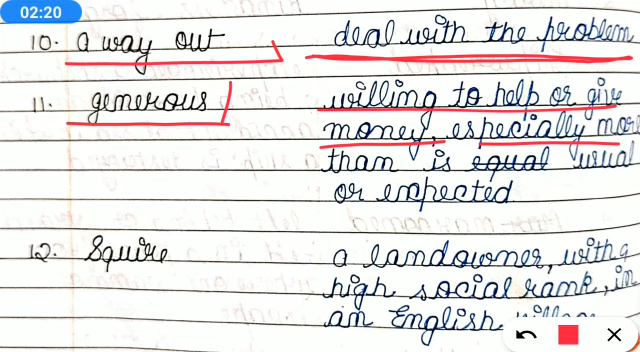 02:20
10. a way out deal with the problem
11. generous willing to help or give
money, especially more
than is equal usual
or expected
12. Squire a landowner, with a
high social rank, in
an English